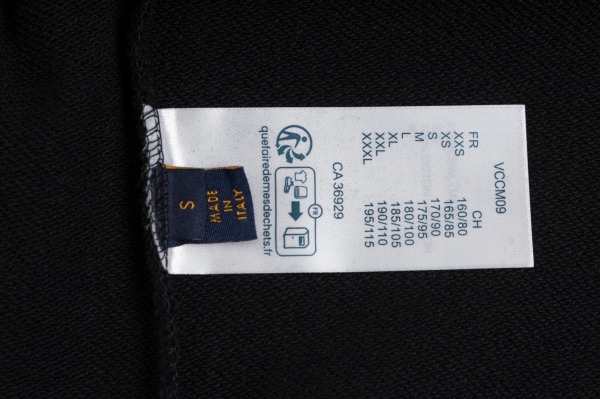 VCCM09
FR CH
XXS 160/80
XS 165/85
S 170/90
M 175/95
L 180/100
XL 185/105
XXL 190/110
XXXL 195/115
CA 36929
FR
quefairedemesdechets.fr
S
MADE
IN
ITALY